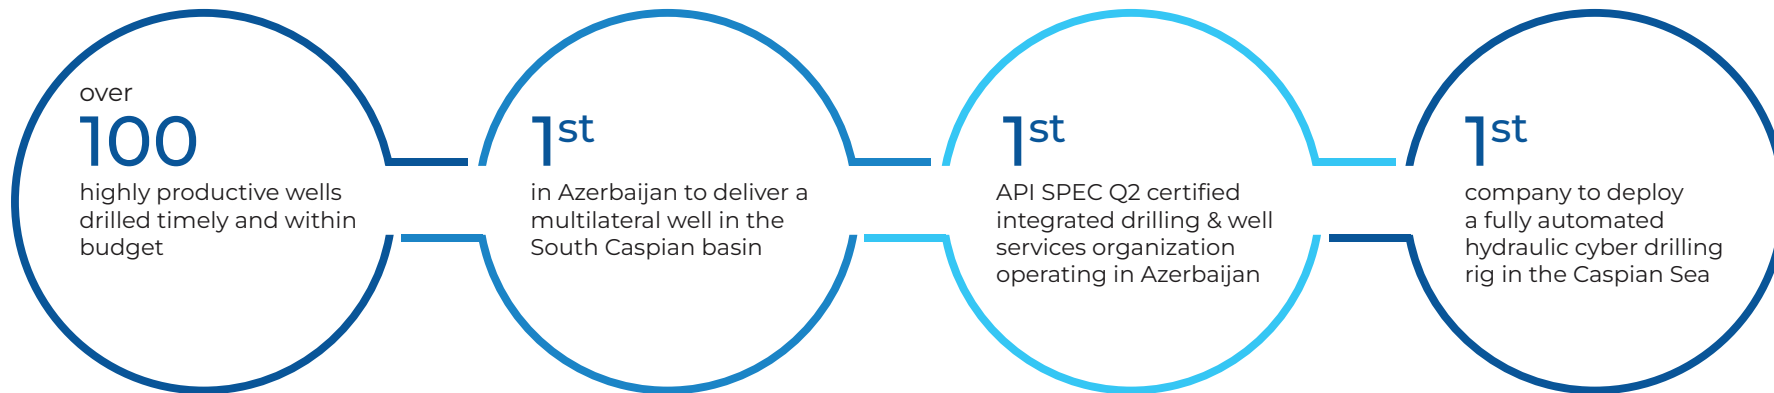 over
100
highly productive wells
drilled timely and within
budget
1st
in Azerbaijan to deliver a
multilateral well in the
South Caspian basin
1st
API SPEC Q2 certified
integrated drilling & well
services organization
operating in Azerbaijan
1st
company to deploy
a fully automated
hydraulic cyber drilling
rig in the Caspian Sea